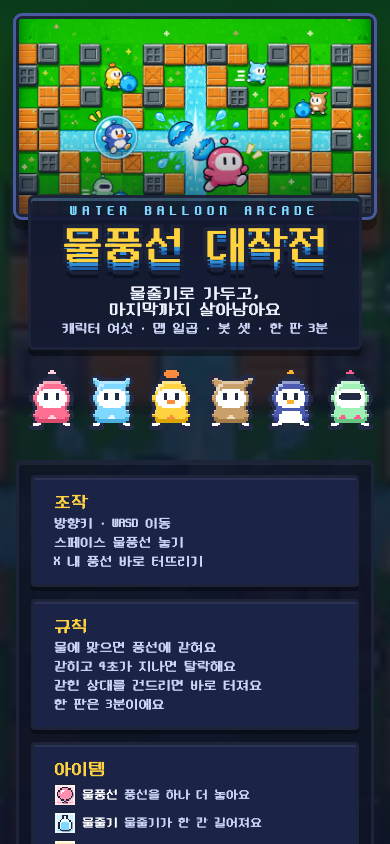 WATER BALLOON ARCADE
물풍선 대작전
물줄기로 가두고,
마지막까지 살아남아요
캐릭터 여섯 · 맵 일곱 · 봇 셋 · 한 판 3분
조작
방향키 · WASD 이동
스페이스 물풍선 놓기
X 내 풍선 바로 터뜨리기
규칙
물에 맞으면 풍선에 갇혀요
갇히고 4초가 지나면 탈락해요
갇힌 상대를 건드리면 바로 터져요
한 판은 3분이에요
아이템
물풍선 풍선을 하나 더 놓아요
물줄기 물줄기가 한 칸 길어져요